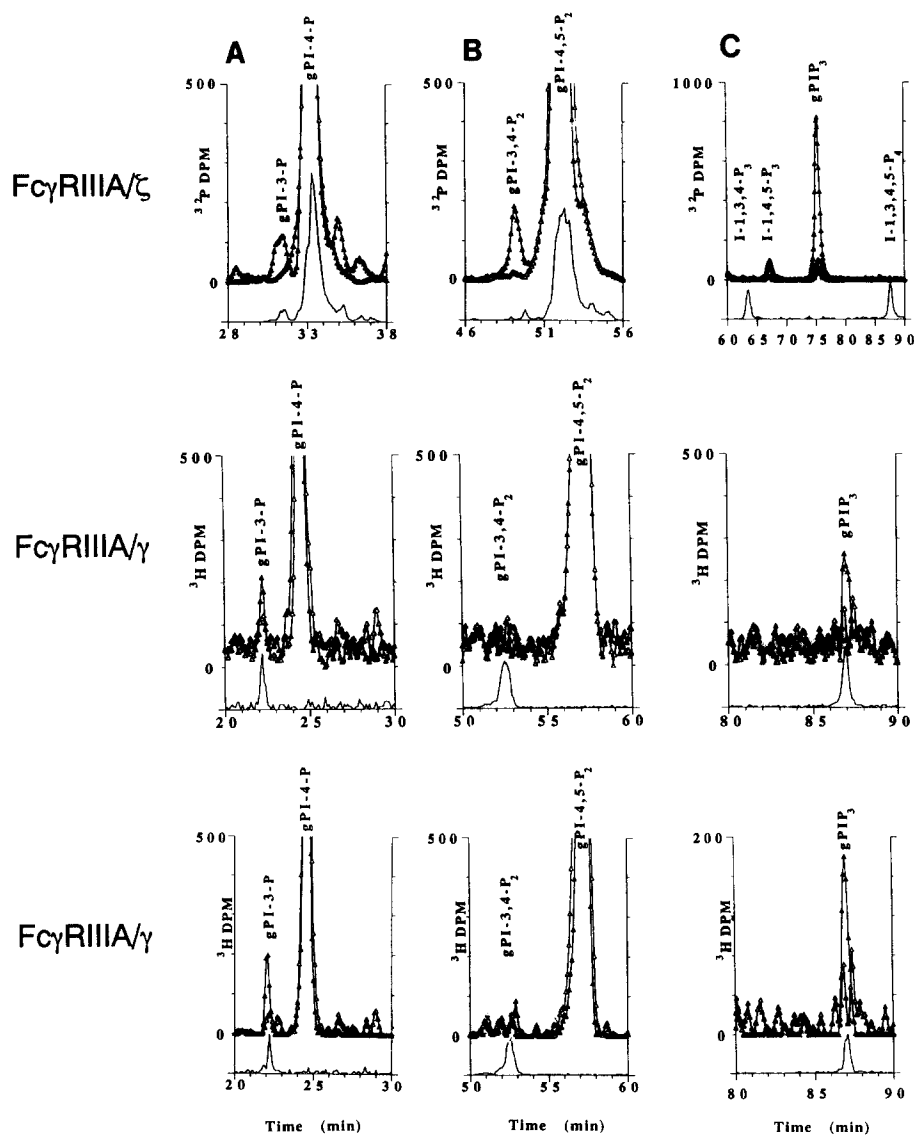 A
B
C
FcγRIIIA/ζ
³²P DPM
500
0
gPI-3-P
gPI-4-P
28
33
38
³²P DPM
500
0
gPI-3,4-P₂
gPI-4,5-P₂
46
51
56
³²P DPM
1000
0
I-1,3,4-P₃
I-1,4,5-P₃
gPIP₃
I-1,3,4,5-P₄
60 65 70 75 80 85 90
FcγRIIIA/γ
³H DPM
500
0
gPI-3-P
gPI-4-P
20
25
30
³H DPM
500
0
gPI-3,4-P₂
gPI-4,5-P₂
50
55
60
³H DPM
500
0
gPIP₃
80
85
90
FcγRIIIA/γ
³H DPM
500
0
gPI-3-P
gPI-4-P
20
25
30
Time (min)
³H DPM
500
0
gPI-3,4-P₂
gPI-4,5-P₂
50
55
60
Time (min)
³H DPM
200
0
gPIP₃
80
85
90
Time (min)